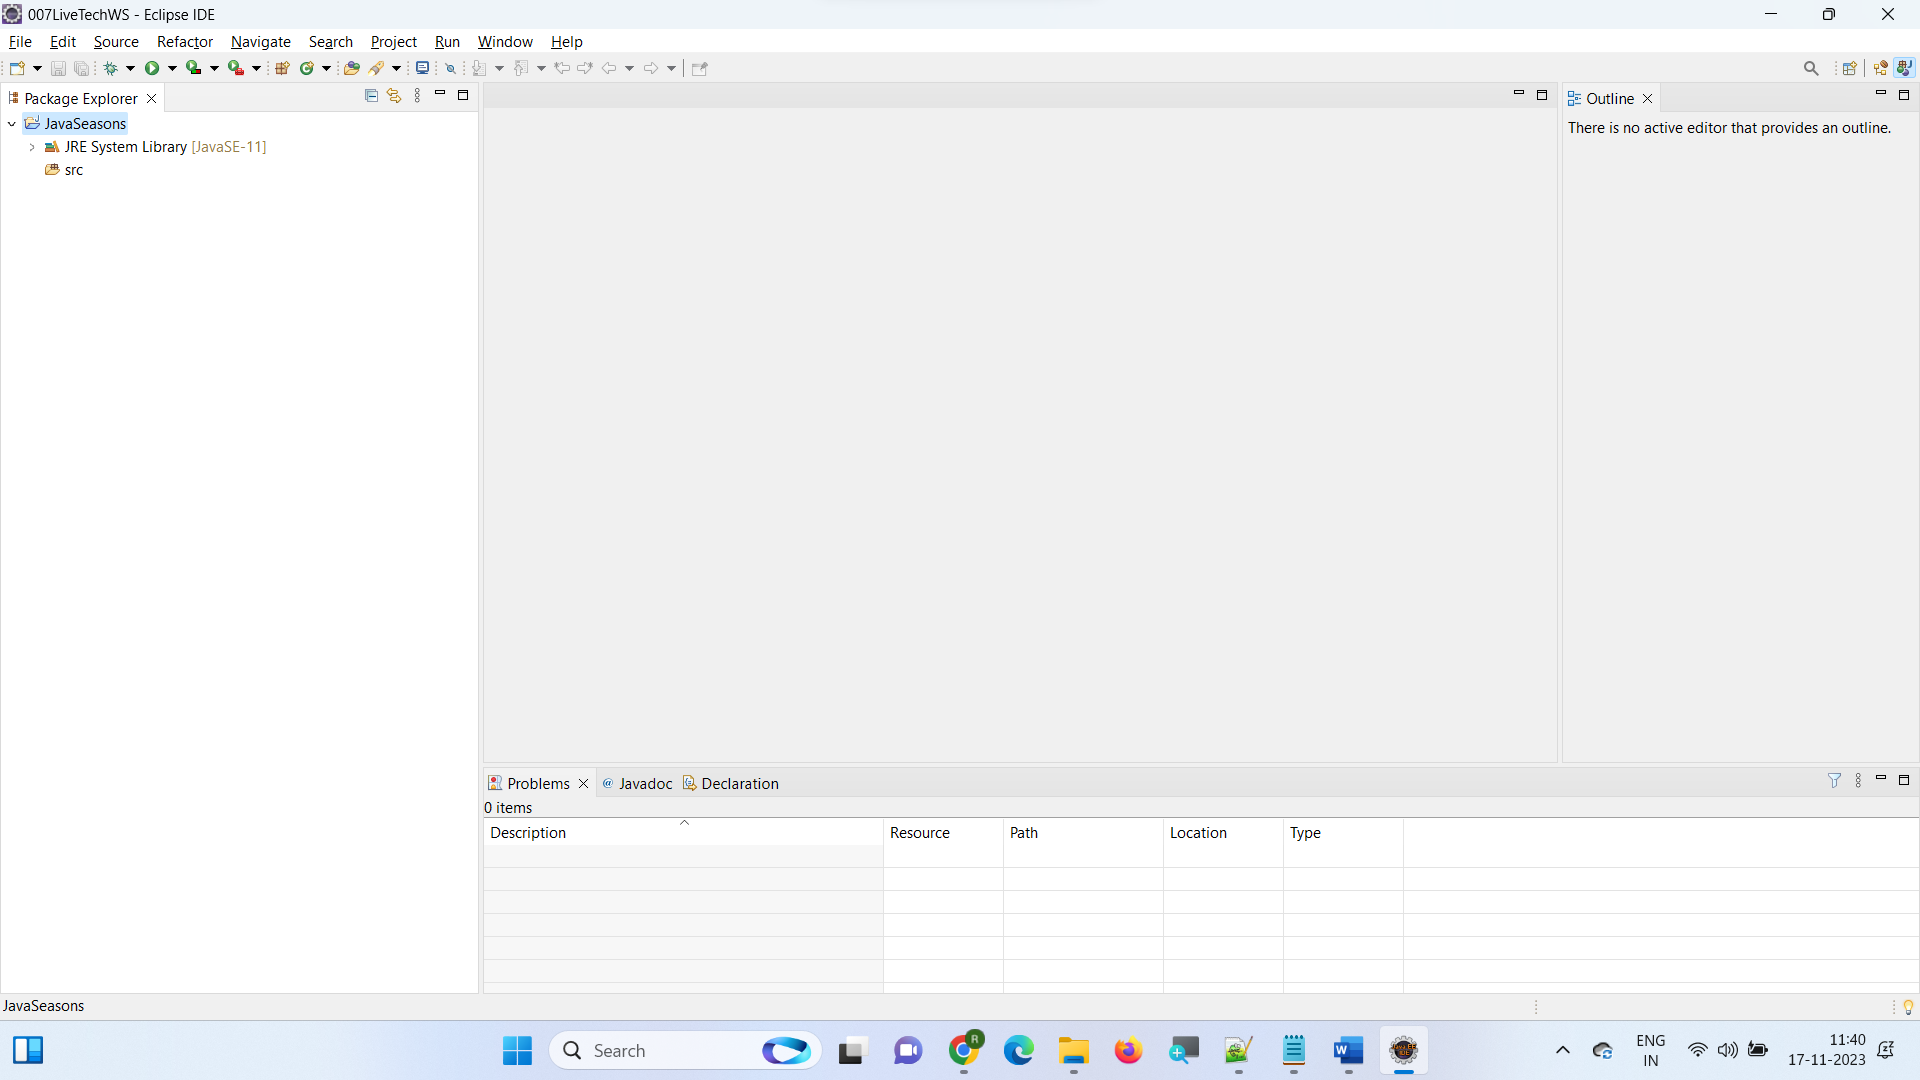 007LiveTechWS - Eclipse IDE
File Edit Source Refactor Navigate Search Project Run Window Help
Package Explorer
JavaSeasons
JRE System Library [JavaSE-11]
src
Outline
There is no active editor that provides an outline.
Problems @ Javadoc Declaration
0 items
Description Resource Path Location Type
JavaSeasons
Search
R
W
ENG
IN
11:40
17-11-2023